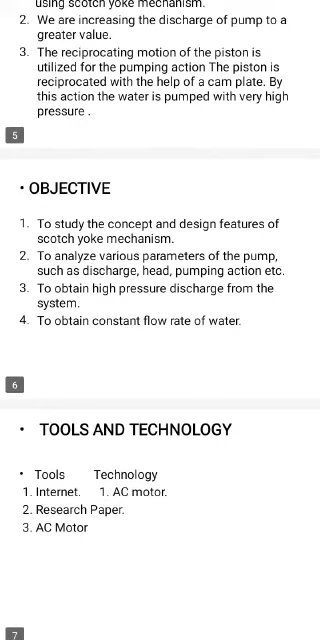 using scotch yoke mechanism.
2. We are increasing the discharge of pump to a
greater value.
3. The reciprocating motion of the piston is
utilized for the pumping action The piston is
reciprocated with the help of a cam plate. By
this action the water is pumped with very high
pressure .
5
• OBJECTIVE
1. To study the concept and design features of
scotch yoke mechanism.
2. To analyze various parameters of the pump,
such as discharge, head, pumping action etc.
3. To obtain high pressure discharge from the
system.
4. To obtain constant flow rate of water.
6
• TOOLS AND TECHNOLOGY
• Tools Technology
1. Internet. 1. AC motor.
2. Research Paper.
3. AC Motor
7